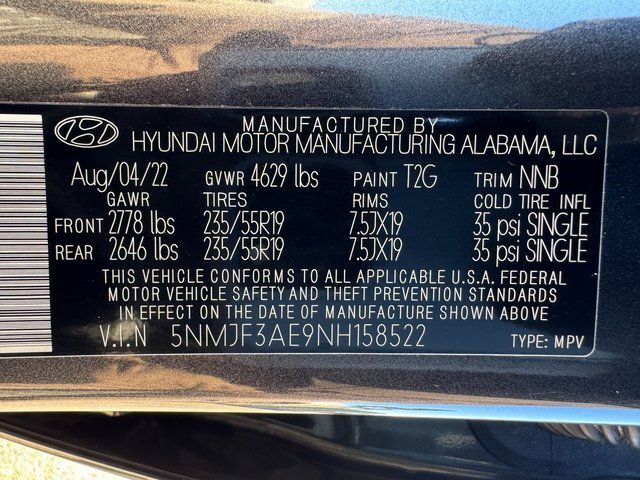 MANUFACTURED BY
HYUNDAI MOTOR MANUFACTURING ALABAMA, LLC
Aug/04/22 GVWR 4629 lbs PAINT T2G TRIM NNB
GAWR TIRES RIMS COLD TIRE INFL
FRONT 2778 lbs 235/55R19 7.5JX19 35 psi SINGLE
REAR 2646 lbs 235/55R19 7.5JX19 35 psi SINGLE
THIS VEHICLE CONFORMS TO ALL APPLICABLE U.S.A. FEDERAL
MOTOR VEHICLE SAFETY AND THEFT PREVENTION STANDARDS
IN EFFECT ON THE DATE OF MANUFACTURE SHOWN ABOVE
V.I.N 5NMJF3AE9NH158522 TYPE: MPV